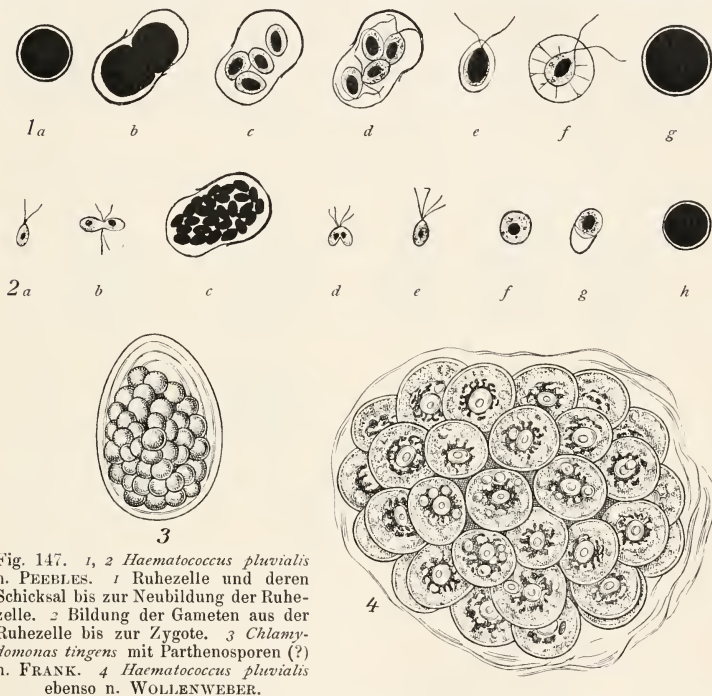 1a b c d e f g
2a b c d e f g h
3
4
Fig. 147. 1, 2 Haematococcus pluvialis
n. PEEBLES. 1 Ruhezelle und deren
Schicksal bis zur Neubildung der Ruhe-
zelle. 2 Bildung der Gameten aus der
Ruhezelle bis zur Zygote. 3 Chlamy-
domonas tingens mit Parthenosporen (?)
n. FRANK. 4 Haematococcus pluvialis
ebenso n. WOLLENWEBER.